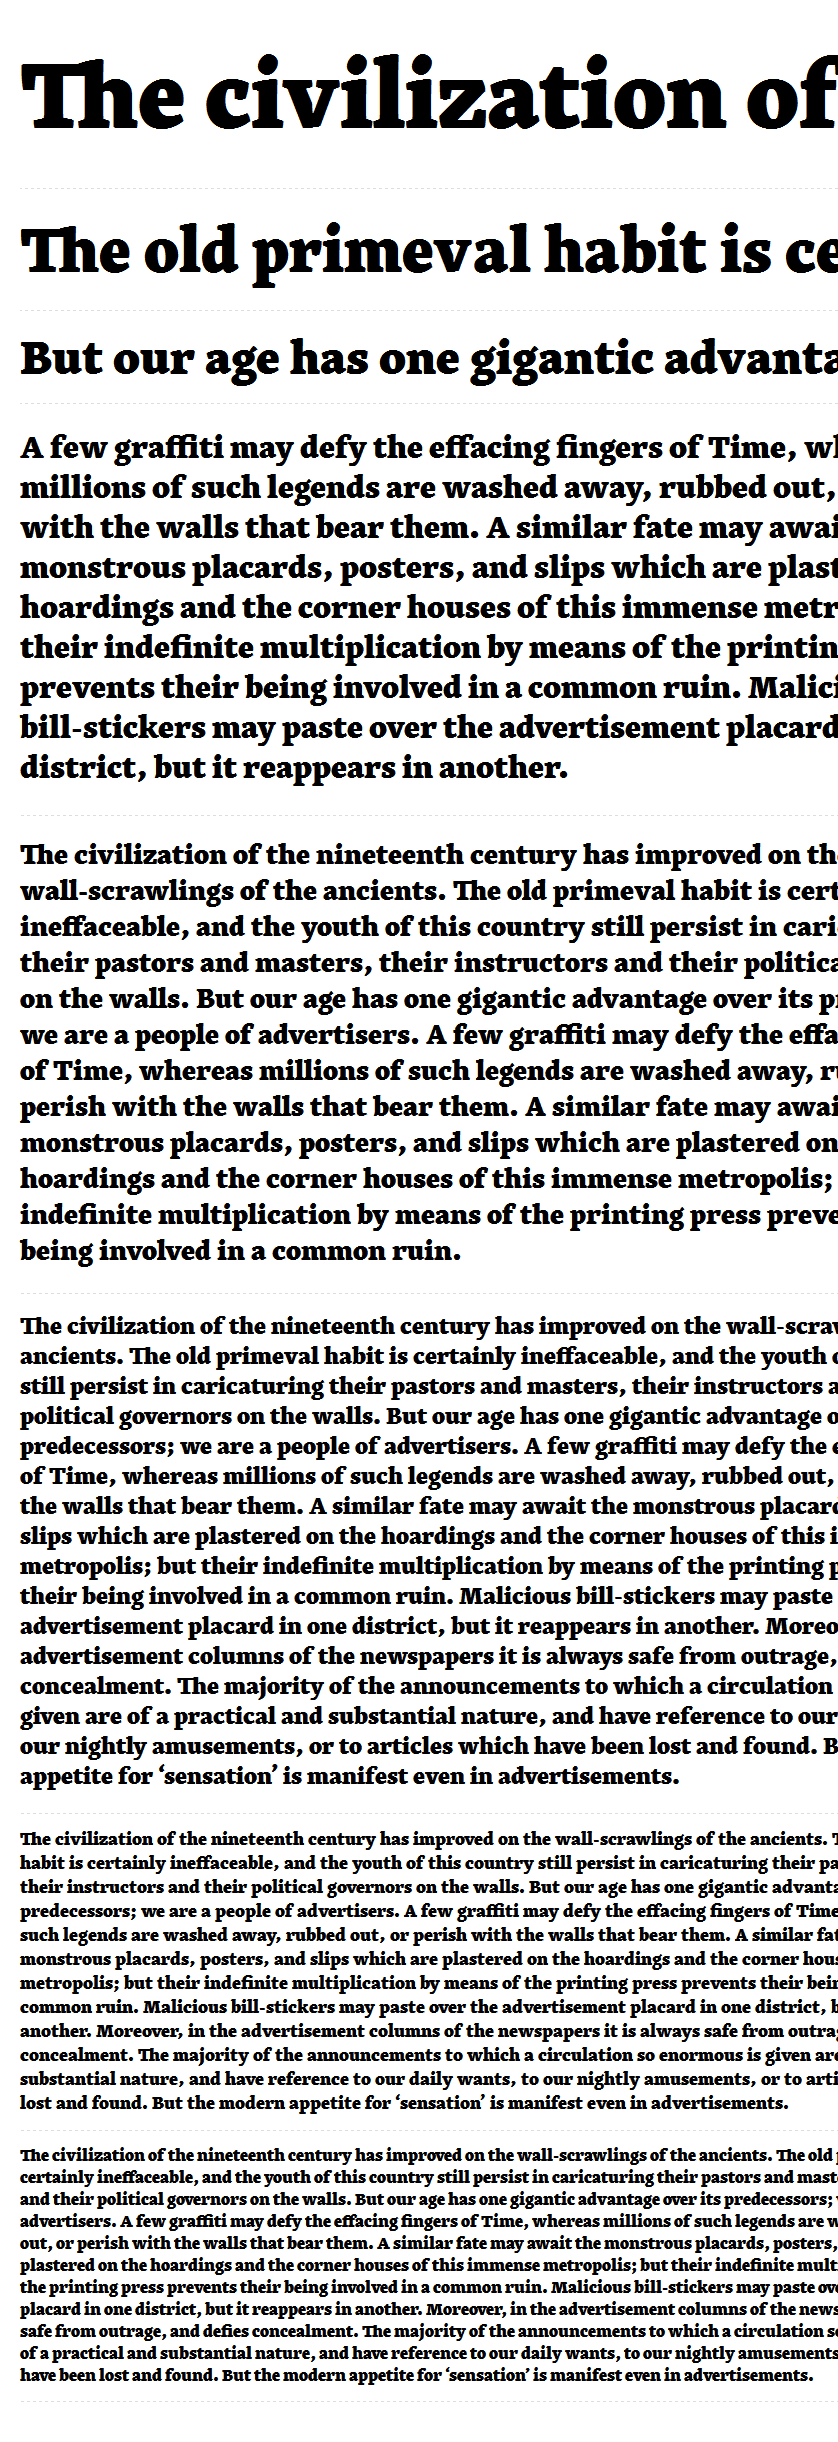 The civilization of
The old primeval habit is ce
But our age has one gigantic advanta
A few graffiti may defy the effacing fingers of Time, wh
millions of such legends are washed away, rubbed out,
with the walls that bear them. A similar fate may awai
monstrous placards, posters, and slips which are plast
hoardings and the corner houses of this immense metr
their indefinite multiplication by means of the printin
prevents their being involved in a common ruin. Malici
bill-stickers may paste over the advertisement placard
district, but it reappears in another.
The civilization of the nineteenth century has improved on the
wall-scrawlings of the ancients. The old primeval habit is cert
ineffaceable, and the youth of this country still persist in cari
their pastors and masters, their instructors and their politica
on the walls. But our age has one gigantic advantage over its pr
we are a people of advertisers. A few graffiti may defy the effa
of Time, whereas millions of such legends are washed away, ru
perish with the walls that bear them. A similar fate may awai
monstrous placards, posters, and slips which are plastered on
hoardings and the corner houses of this immense metropolis;
indefinite multiplication by means of the printing press preve
being involved in a common ruin.
The civilization of the nineteenth century has improved on the wall-scraw
ancients. The old primeval habit is certainly ineffaceable, and the youth o
still persist in caricaturing their pastors and masters, their instructors a
political governors on the walls. But our age has one gigantic advantage o
predecessors; we are a people of advertisers. A few graffiti may defy the e
of Time, whereas millions of such legends are washed away, rubbed out,
the walls that bear them. A similar fate may await the monstrous placard
slips which are plastered on the hoardings and the corner houses of this i
metropolis; but their indefinite multiplication by means of the printing p
their being involved in a common ruin. Malicious bill-stickers may paste
advertisement placard in one district, but it reappears in another. Moreo
advertisement columns of the newspapers it is always safe from outrage,
concealment. The majority of the announcements to which a circulation
given are of a practical and substantial nature, and have reference to our
our nightly amusements, or to articles which have been lost and found. B
appetite for ‘sensation’ is manifest even in advertisements.
The civilization of the nineteenth century has improved on the wall-scrawlings of the ancients. T
habit is certainly ineffaceable, and the youth of this country still persist in caricaturing their pa
their instructors and their political governors on the walls. But our age has one gigantic advanta
predecessors; we are a people of advertisers. A few graffiti may defy the effacing fingers of Time
such legends are washed away, rubbed out, or perish with the walls that bear them. A similar fat
monstrous placards, posters, and slips which are plastered on the hoardings and the corner hous
metropolis; but their indefinite multiplication by means of the printing press prevents their bein
common ruin. Malicious bill-stickers may paste over the advertisement placard in one district, b
another. Moreover, in the advertisement columns of the newspapers it is always safe from outrag
concealment. The majority of the announcements to which a circulation so enormous is given are
substantial nature, and have reference to our daily wants, to our nightly amusements, or to arti
lost and found. But the modern appetite for ‘sensation’ is manifest even in advertisements.
The civilization of the nineteenth century has improved on the wall-scrawlings of the ancients. The old p
certainly ineffaceable, and the youth of this country still persist in caricaturing their pastors and maste
and their political governors on the walls. But our age has one gigantic advantage over its predecessors; w
advertisers. A few graffiti may defy the effacing fingers of Time, whereas millions of such legends are w
out, or perish with the walls that bear them. A similar fate may await the monstrous placards, posters,
plastered on the hoardings and the corner houses of this immense metropolis; but their indefinite multi
the printing press prevents their being involved in a common ruin. Malicious bill-stickers may paste ove
placard in one district, but it reappears in another. Moreover, in the advertisement columns of the news
safe from outrage, and defies concealment. The majority of the announcements to which a circulation so
of a practical and substantial nature, and have reference to our daily wants, to our nightly amusements
have been lost and found. But the modern appetite for ‘sensation’ is manifest even in advertisements.